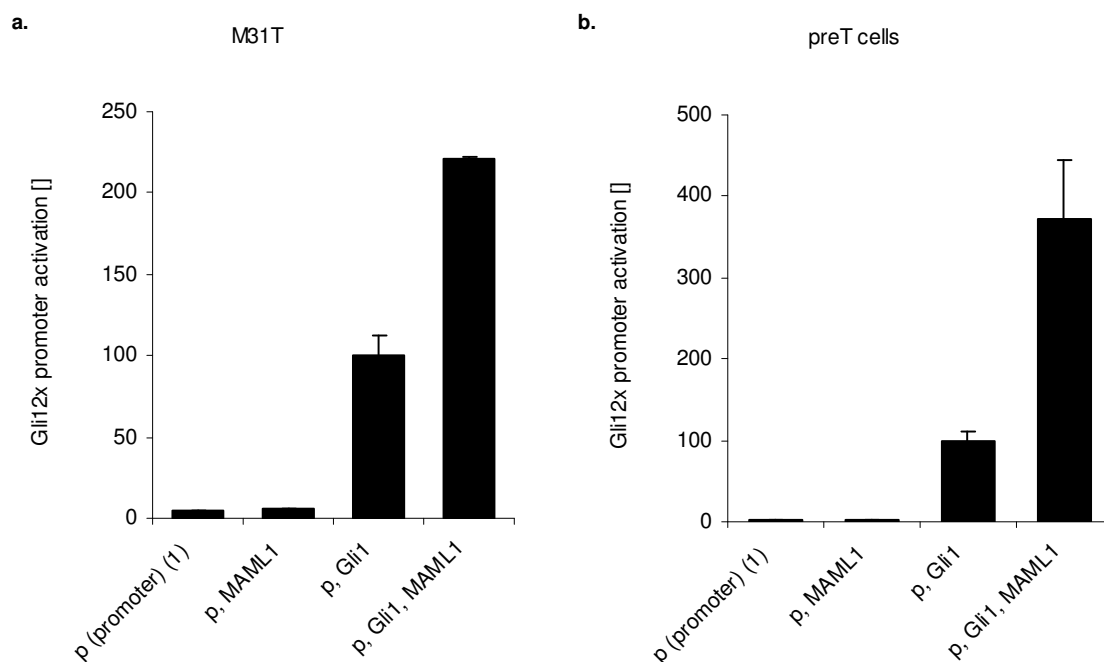 a.
M31T
Gli12x promoter activation []
250
200
150
100
50
0
p (promoter) (1)
p, MAML1
p, Gli1
p, Gli1, MAML1
b.
preT cells
Gli12x promoter activation []
500
400
300
200
100
0
p (promoter) (1)
p, MAML1
p, Gli1
p, Gli1, MAML1